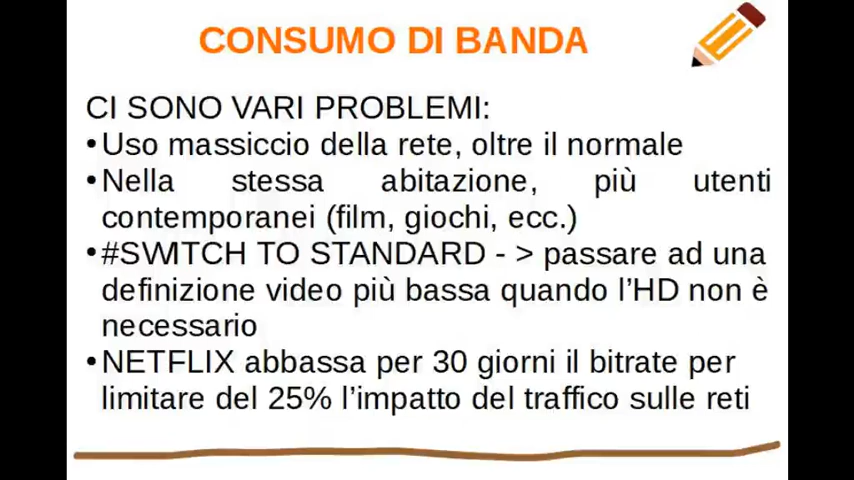 CONSUMO DI BANDA
CI SONO VARI PROBLEMI:
•Uso massiccio della rete, oltre il normale
•Nella stessa abitazione, più utenti
contemporanei (film, giochi, ecc.)
•#SWITCH TO STANDARD - > passare ad una
definizione video più bassa quando l’HD non è
necessario
•NETFLIX abbassa per 30 giorni il bitrate per
limitare del 25% l’impatto del traffico sulle reti